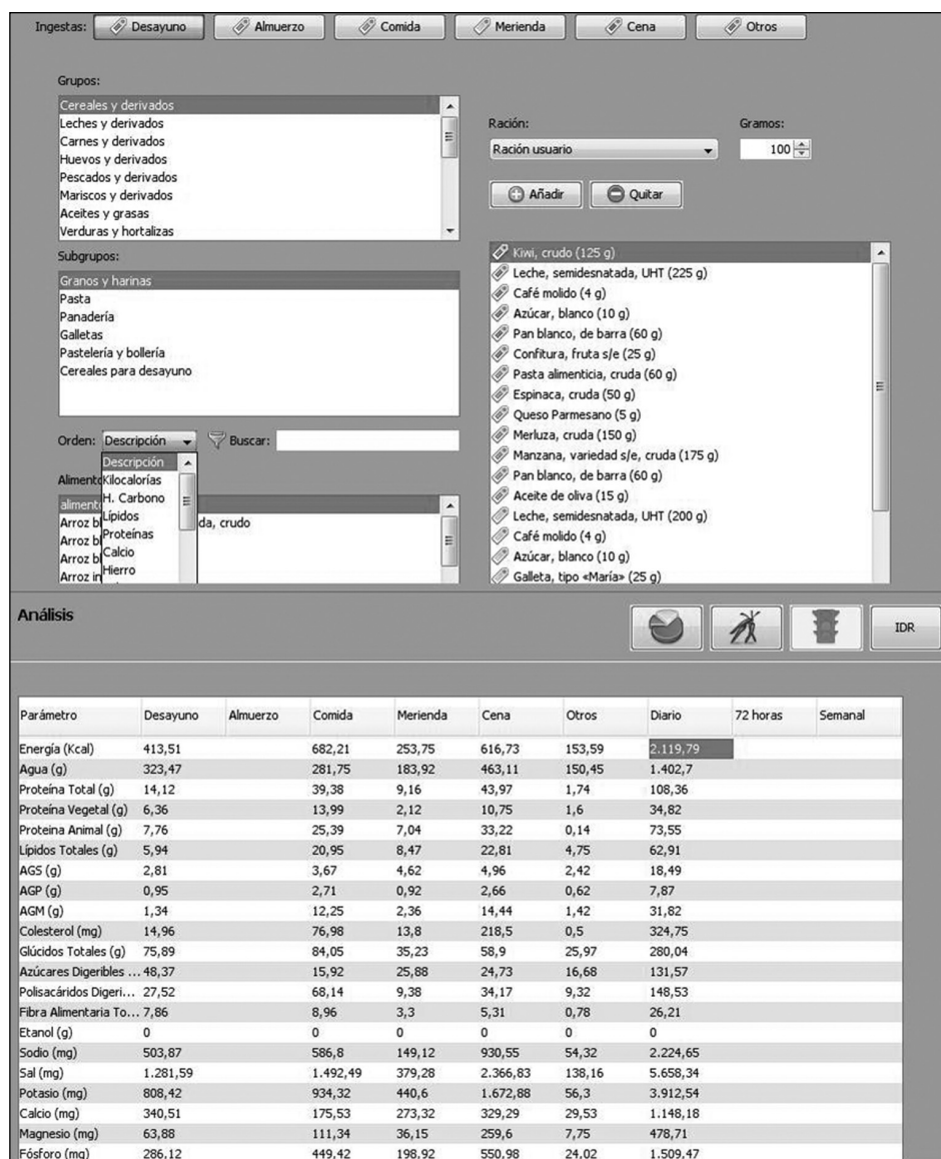 Ingestas: Desayuno Almuerzo Comida Merienda Cena Otros
Grupos:
Cereales y derivados
Leches y derivados
Carnes y derivados
Huevos y derivados
Pescados y derivados
Mariscos y derivados
Aceites y grasas
Verduras y hortalizas
Subgrupos:
Granos y harinas
Pasta
Panadería
Galletas
Pastelería y bollería
Cereales para desayuno
Orden: Descripción Buscar:
Descripción
Kilocalorías
H. Carbono
Lípidos
Proteínas
Calcio
Hierro
Aliment
aliment
Arroz b da, crudo
Arroz b
Arroz b
Arroz in
Ración: Gramos:
Ración usuario 100
Añadir Quitar
Kiwi, crudo (125 g)
Leche, semidesnatada, UHT (225 g)
Café molido (4 g)
Azúcar, blanco (10 g)
Pan blanco, de barra (60 g)
Confitura, fruta s/e (25 g)
Pasta alimenticia, cruda (60 g)
Espinaca, cruda (50 g)
Queso Parmesano (5 g)
Merluza, cruda (150 g)
Manzana, variedad s/e, cruda (175 g)
Pan blanco, de barra (60 g)
Aceite de oliva (15 g)
Leche, semidesnatada, UHT (200 g)
Café molido (4 g)
Azúcar, blanco (10 g)
Galleta, tipo «María» (25 g)
Análisis IDR
Parámetro Desayuno Almuerzo Comida Merienda Cena Otros Diario 72 horas Semanal
Energía (Kcal) 413,51 682,21 253,75 616,73 153,59 2.119,79
Agua (g) 323,47 281,75 183,92 463,11 150,45 1.402,7
Proteína Total (g) 14,12 39,38 9,16 43,97 1,74 108,36
Proteína Vegetal (g) 6,36 13,99 2,12 10,75 1,6 34,82
Proteina Animal (g) 7,76 25,39 7,04 33,22 0,14 73,55
Lípidos Totales (g) 5,94 20,95 8,47 22,81 4,75 62,91
AGS (g) 2,81 3,67 4,62 4,96 2,42 18,49
AGP (g) 0,95 2,71 0,92 2,66 0,62 7,87
AGM (g) 1,34 12,25 2,36 14,44 1,42 31,82
Colesterol (mg) 14,96 76,98 13,8 218,5 0,5 324,75
Glúcidos Totales (g) 75,89 84,05 35,23 58,9 25,97 280,04
Azúcares Digeribles ... 48,37 15,92 25,88 24,73 16,68 131,57
Polisacáridos Digeri... 27,52 68,14 9,38 34,17 9,32 148,53
Fibra Alimentaria To... 7,86 8,96 3,3 5,31 0,78 26,21
Etanol (g) 0 0 0 0 0 0
Sodio (mg) 503,87 586,8 149,12 930,55 54,32 2.224,65
Sal (mg) 1.281,59 1.492,49 379,28 2.366,83 138,16 5.658,34
Potasio (mg) 808,42 934,32 440,6 1.672,88 56,3 3.912,54
Calcio (mg) 340,51 175,53 273,32 329,29 29,53 1.148,18
Magnesio (mg) 63,88 111,34 36,15 259,6 7,75 478,71
Fósforo (mg) 286,12 449,42 198,92 550,98 24,02 1.509,47